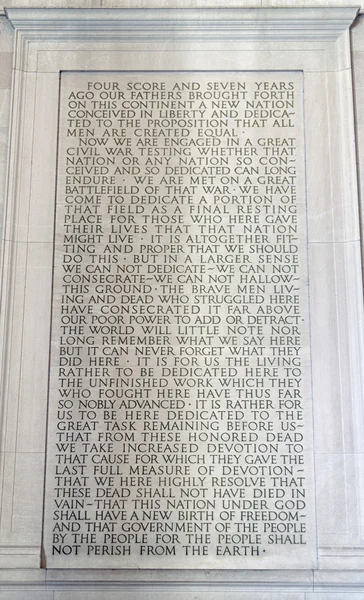 FOUR SCORE AND SEVEN YEARS
AGO OUR FATHERS BROUGHT FORTH
ON THIS CONTINENT A NEW NATION
CONCEIVED IN LIBERTY AND DEDICA-
TED TO THE PROPOSITION THAT ALL
MEN ARE CREATED EQUAL ·
NOW WE ARE ENGAGED IN A GREAT
CIVIL WAR TESTING WHETHER THAT
NATION OR ANY NATION SO CON-
CEIVED AND SO DEDICATED CAN LONG
ENDURE · WE ARE MET ON A GREAT
BATTLEFIELD OF THAT WAR · WE HAVE
COME TO DEDICATE A PORTION OF
THAT FIELD AS A FINAL RESTING
PLACE FOR THOSE WHO HERE GAVE
THEIR LIVES THAT THAT NATION
MIGHT LIVE · IT IS ALTOGETHER FIT-
TING AND PROPER THAT WE SHOULD
DO THIS · BUT IN A LARGER SENSE
WE CAN NOT DEDICATE–WE CAN NOT
CONSECRATE–WE CAN NOT HALLOW–
THIS GROUND · THE BRAVE MEN LIV-
ING AND DEAD WHO STRUGGLED HERE
HAVE CONSECRATED IT FAR ABOVE
OUR POOR POWER TO ADD OR DETRACT ·
THE WORLD WILL LITTLE NOTE NOR
LONG REMEMBER WHAT WE SAY HERE
BUT IT CAN NEVER FORGET WHAT THEY
DID HERE · IT IS FOR US THE LIVING
RATHER TO BE DEDICATED HERE TO
THE UNFINISHED WORK WHICH THEY
WHO FOUGHT HERE HAVE THUS FAR
SO NOBLY ADVANCED · IT IS RATHER FOR
US TO BE HERE DEDICATED TO THE
GREAT TASK REMAINING BEFORE US–
THAT FROM THESE HONORED DEAD
WE TAKE INCREASED DEVOTION TO
THAT CAUSE FOR WHICH THEY GAVE THE
LAST FULL MEASURE OF DEVOTION–
THAT WE HERE HIGHLY RESOLVE THAT
THESE DEAD SHALL NOT HAVE DIED IN
VAIN–THAT THIS NATION UNDER GOD
SHALL HAVE A NEW BIRTH OF FREEDOM–
AND THAT GOVERNMENT OF THE PEOPLE
BY THE PEOPLE FOR THE PEOPLE SHALL
NOT PERISH FROM THE EARTH ·